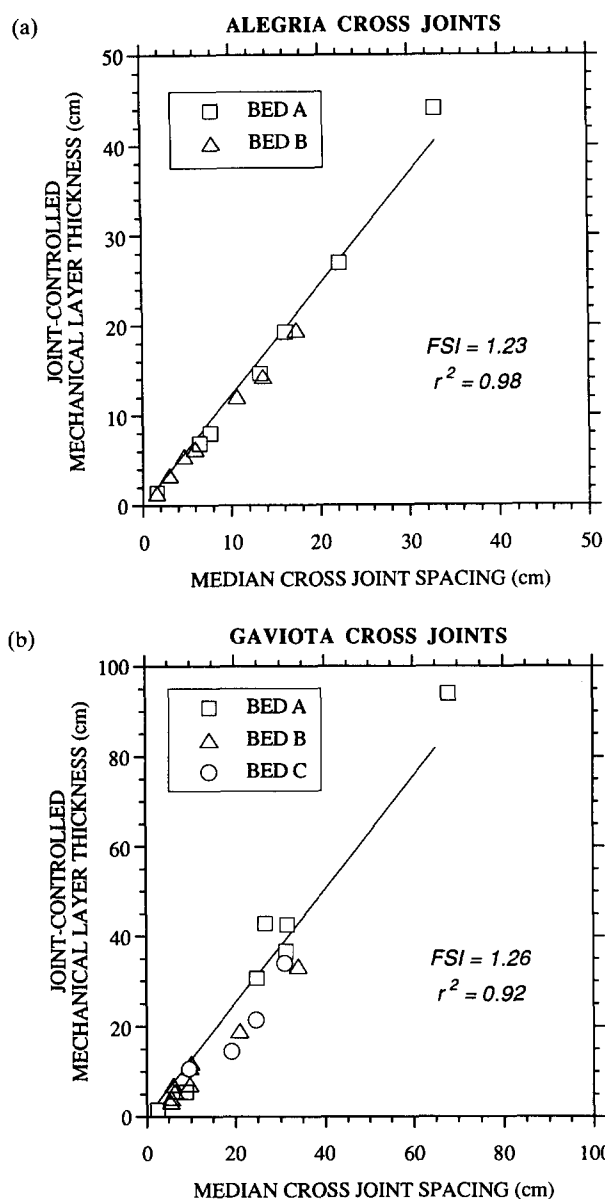 (a)
ALEGRIA CROSS JOINTS
50
40
30
20
10
0
JOINT-CONTROLLED
MECHANICAL LAYER THICKNESS (cm)
BED A
BED B
FSI = 1.23
r² = 0.98
0 10 20 30 40 50
MEDIAN CROSS JOINT SPACING (cm)
(b)
GAVIOTA CROSS JOINTS
100
80
60
40
20
0
JOINT-CONTROLLED
MECHANICAL LAYER THICKNESS (cm)
BED A
BED B
BED C
FSI = 1.26
r² = 0.92
0 20 40 60 80 100
MEDIAN CROSS JOINT SPACING (cm)